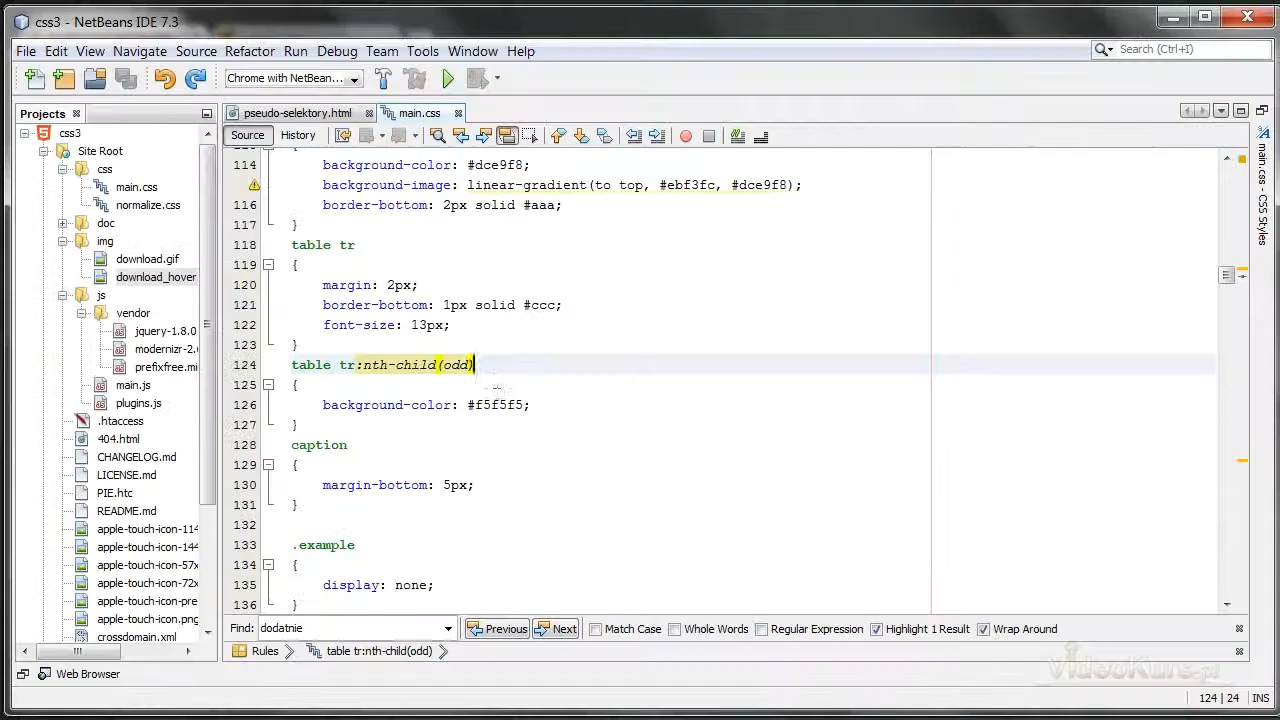 css3 - NetBeans IDE 7.3
File Edit View Navigate Source Refactor Run Debug Team Tools Window Help
Search (Ctrl+I)
Chrome with NetBean...
Projects
pseudo-selektory.html
main.css
Source History
css3
Site Root
css
main.css
normalize.css
doc
img
download.gif
download_hover
js
vendor
jquery-1.8.0
modernizr-2.
prefixfree.mi
main.js
plugins.js
.htaccess
404.html
CHANGELOG.md
LICENSE.md
PIE.htc
README.md
apple-touch-icon-114
apple-touch-icon-144
apple-touch-icon-57x
apple-touch-icon-72x
apple-touch-icon-pre
apple-touch-icon.png
crossdomain.xml
114 background-color: #dce9f8;
background-image: linear-gradient(to top, #ebf3fc, #dce9f8);
116 border-bottom: 2px solid #aaa;
117 }
118 table tr
119 {
120 margin: 2px;
121 border-bottom: 1px solid #ccc;
122 font-size: 13px;
123 }
124 table tr:nth-child(odd)
125 {
126 background-color: #f5f5f5;
127 }
128 caption
129 {
130 margin-bottom: 5px;
131 }
132
133 .example
134 {
135 display: none;
136 }
main.css - CSS Styles
Find: dodatnie Previous Next Match Case Whole Words Regular Expression Highlight 1 Result Wrap Around
Rules table tr:nth-child(odd)
VideoKurs.pl
Web Browser
124 | 24 INS